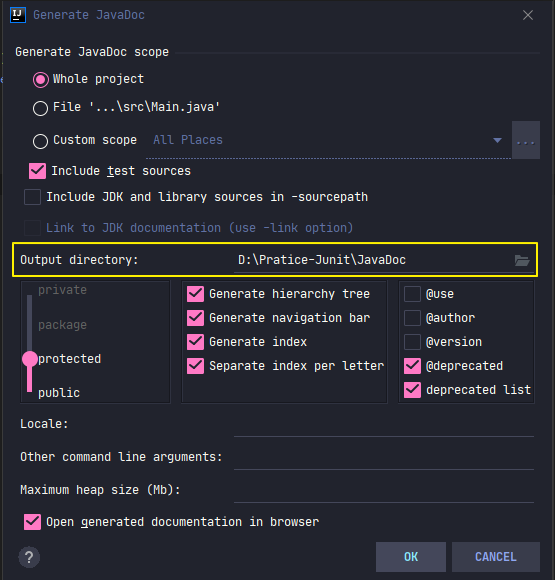 IJ Generate JavaDoc
Generate JavaDoc scope
Whole project
File '...\src\Main.java'
Custom scope All Places ...
Include test sources
Include JDK and library sources in -sourcepath
Link to JDK documentation (use -link option)
Output directory: D:\Pratice-Junit\JavaDoc
private
package
protected
public
Generate hierarchy tree
Generate navigation bar
Generate index
Separate index per letter
@use
@author
@version
@deprecated
deprecated list
Locale:
Other command line arguments:
Maximum heap size (Mb):
Open generated documentation in browser
? OK CANCEL